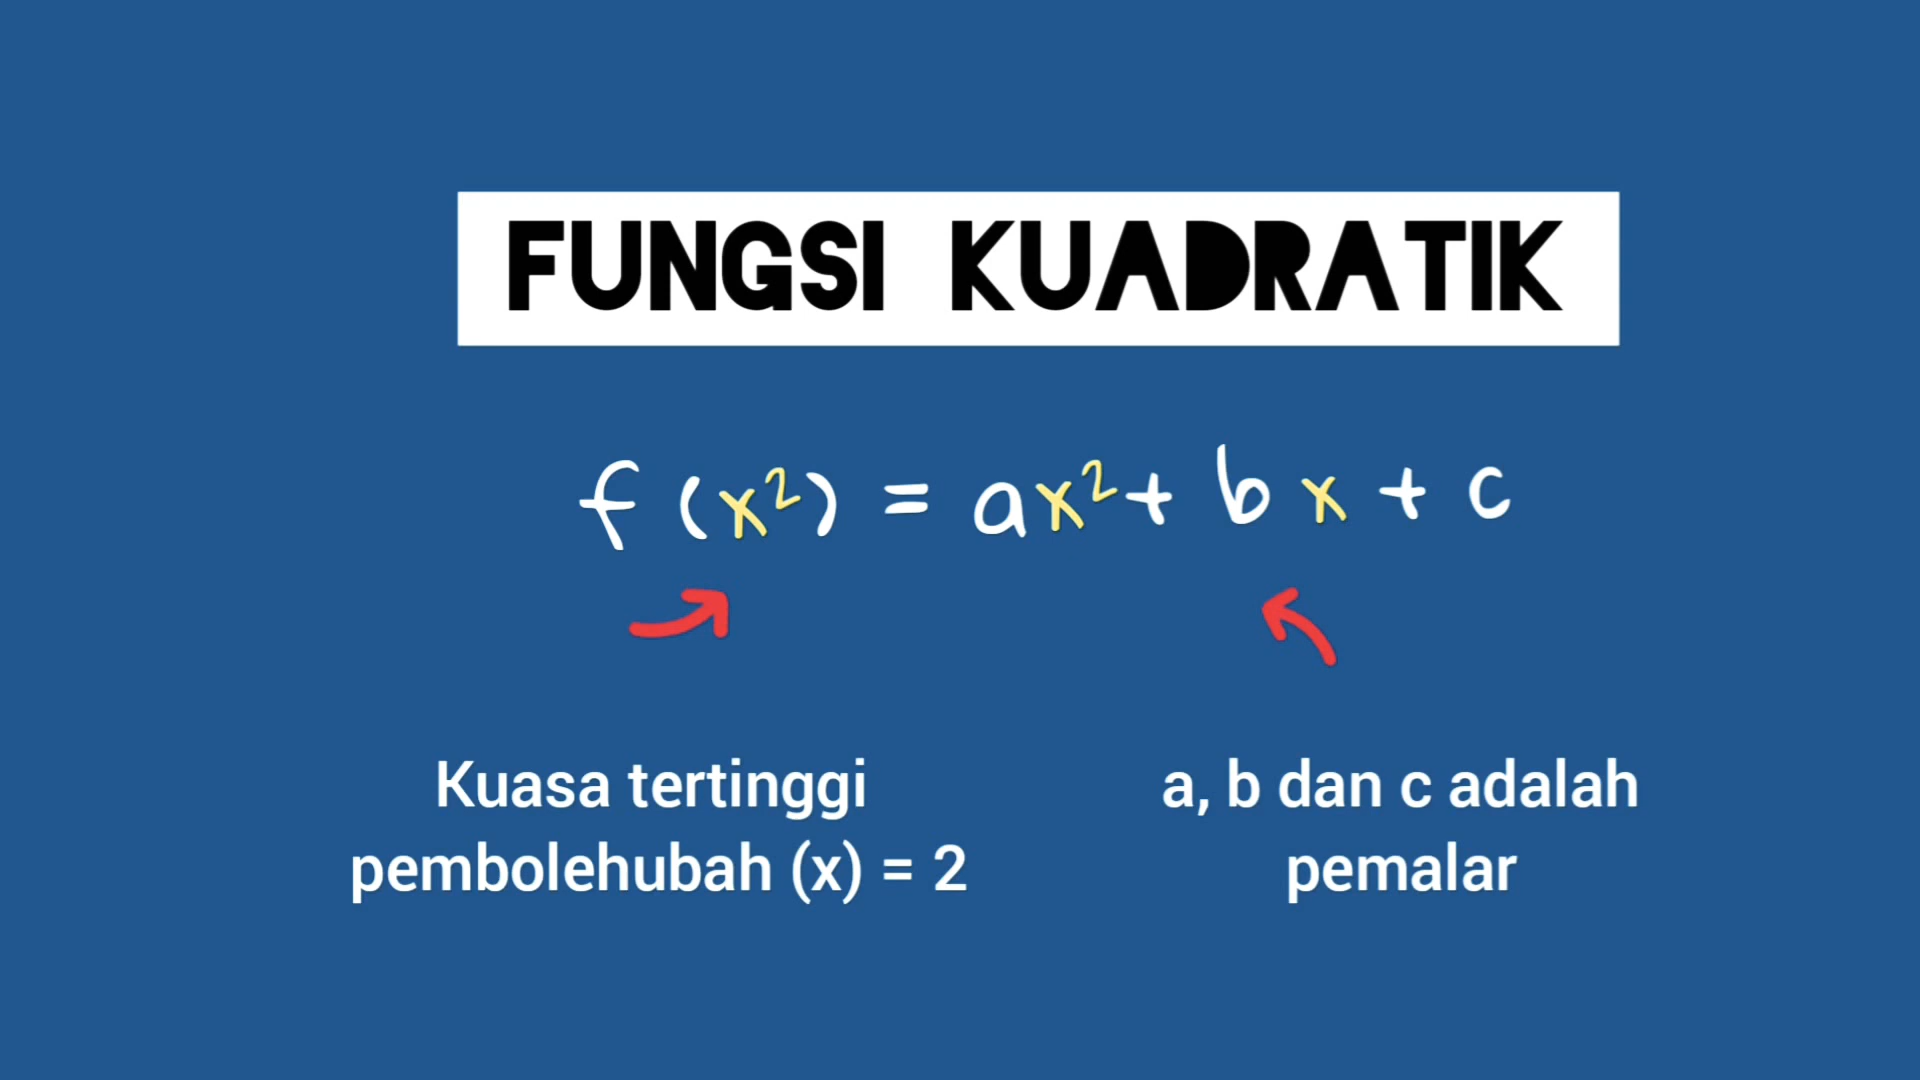 FUNGSI KUADRATIK
f (x²) = ax² + bx + c
Kuasa tertinggi
pembolehubah (x) = 2
a, b dan c adalah
pemalar